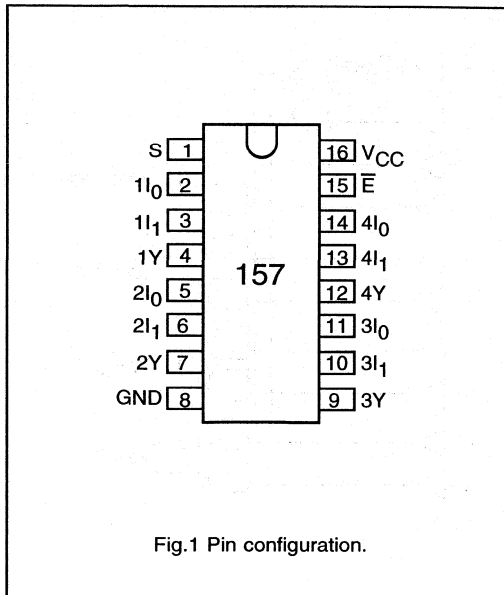 S 1 16 V_CC
1I₀ 2 15 E̅
1I₁ 3 14 4I₀
1Y 4 13 4I₁
157
2I₀ 5 12 4Y
2I₁ 6 11 3I₀
2Y 7 10 3I₁
GND 8 9 3Y
Fig.1 Pin configuration.